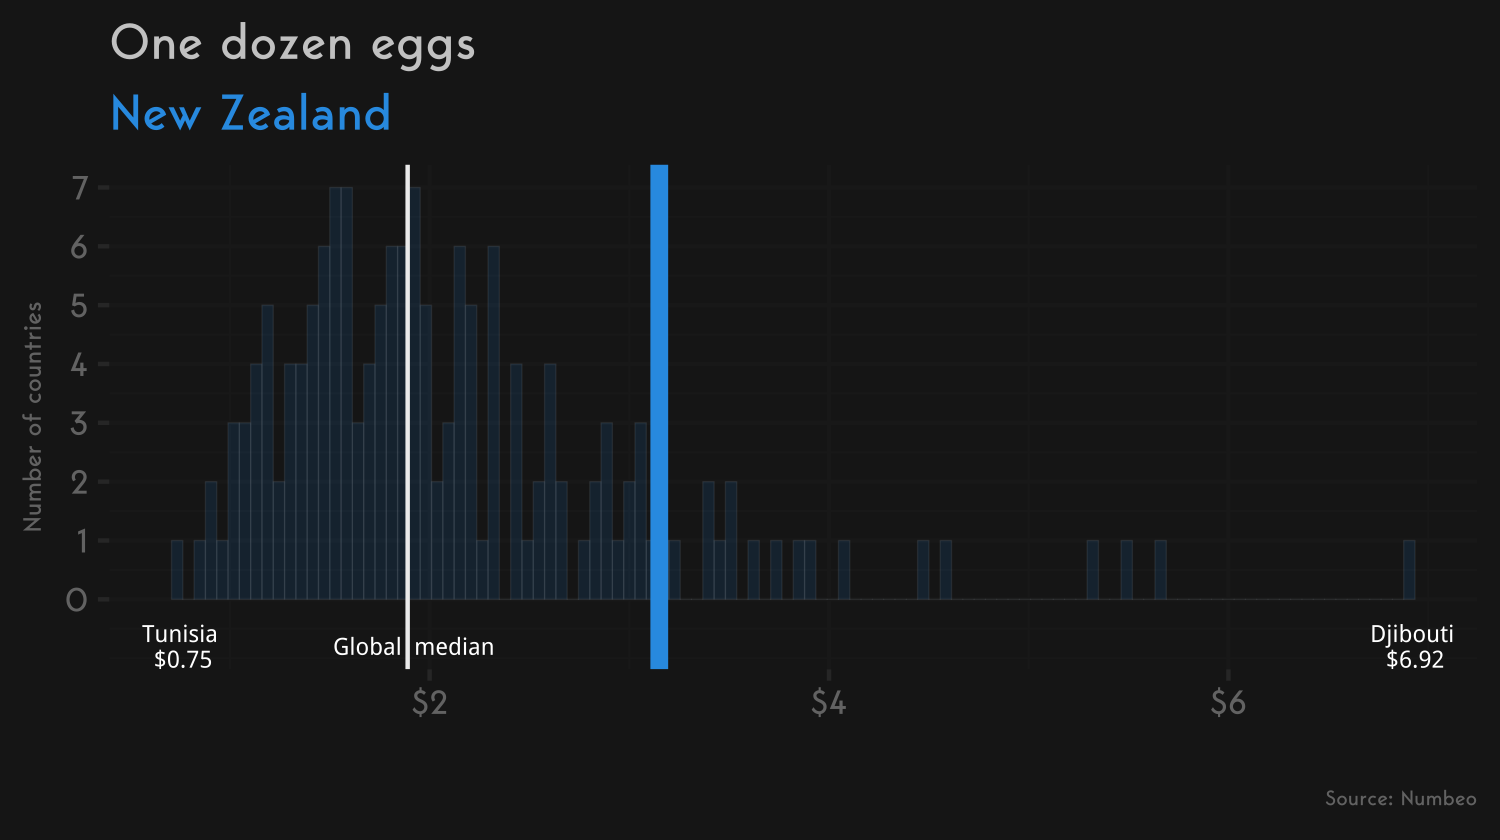 One dozen eggs
New Zealand
Number of countries
7
6
5
4
3
2
1
0
Tunisia
$0.75
Global median
Djibouti
$6.92
$2
$4
$6
Source: Numbeo